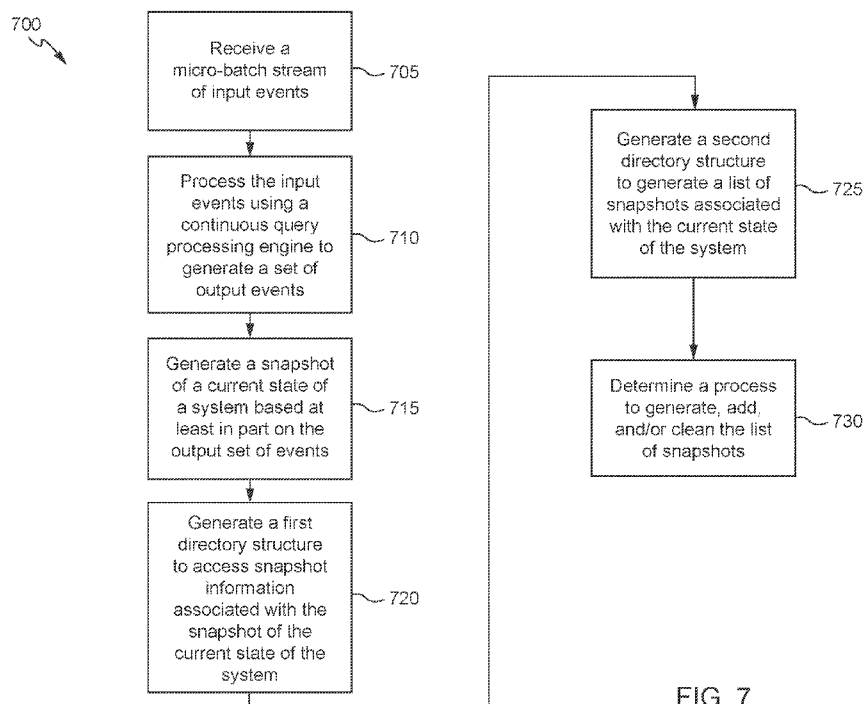 700
Receive a
micro-batch stream
of input events
705
Process the input
events using a
continuous query
processing engine to
generate a set of
output events
710
Generate a snapshot
of a current state of
a system based at
least in part on the
output set of events
715
Generate a first
directory structure
to access snapshot
information
associated with the
snapshot of the
current state of the
system
720
Generate a second
directory structure
to generate a list of
snapshots associated
with the current state
of the system
725
Determine a process
to generate, add,
and/or clean the list
of snapshots
730
FIG. 7